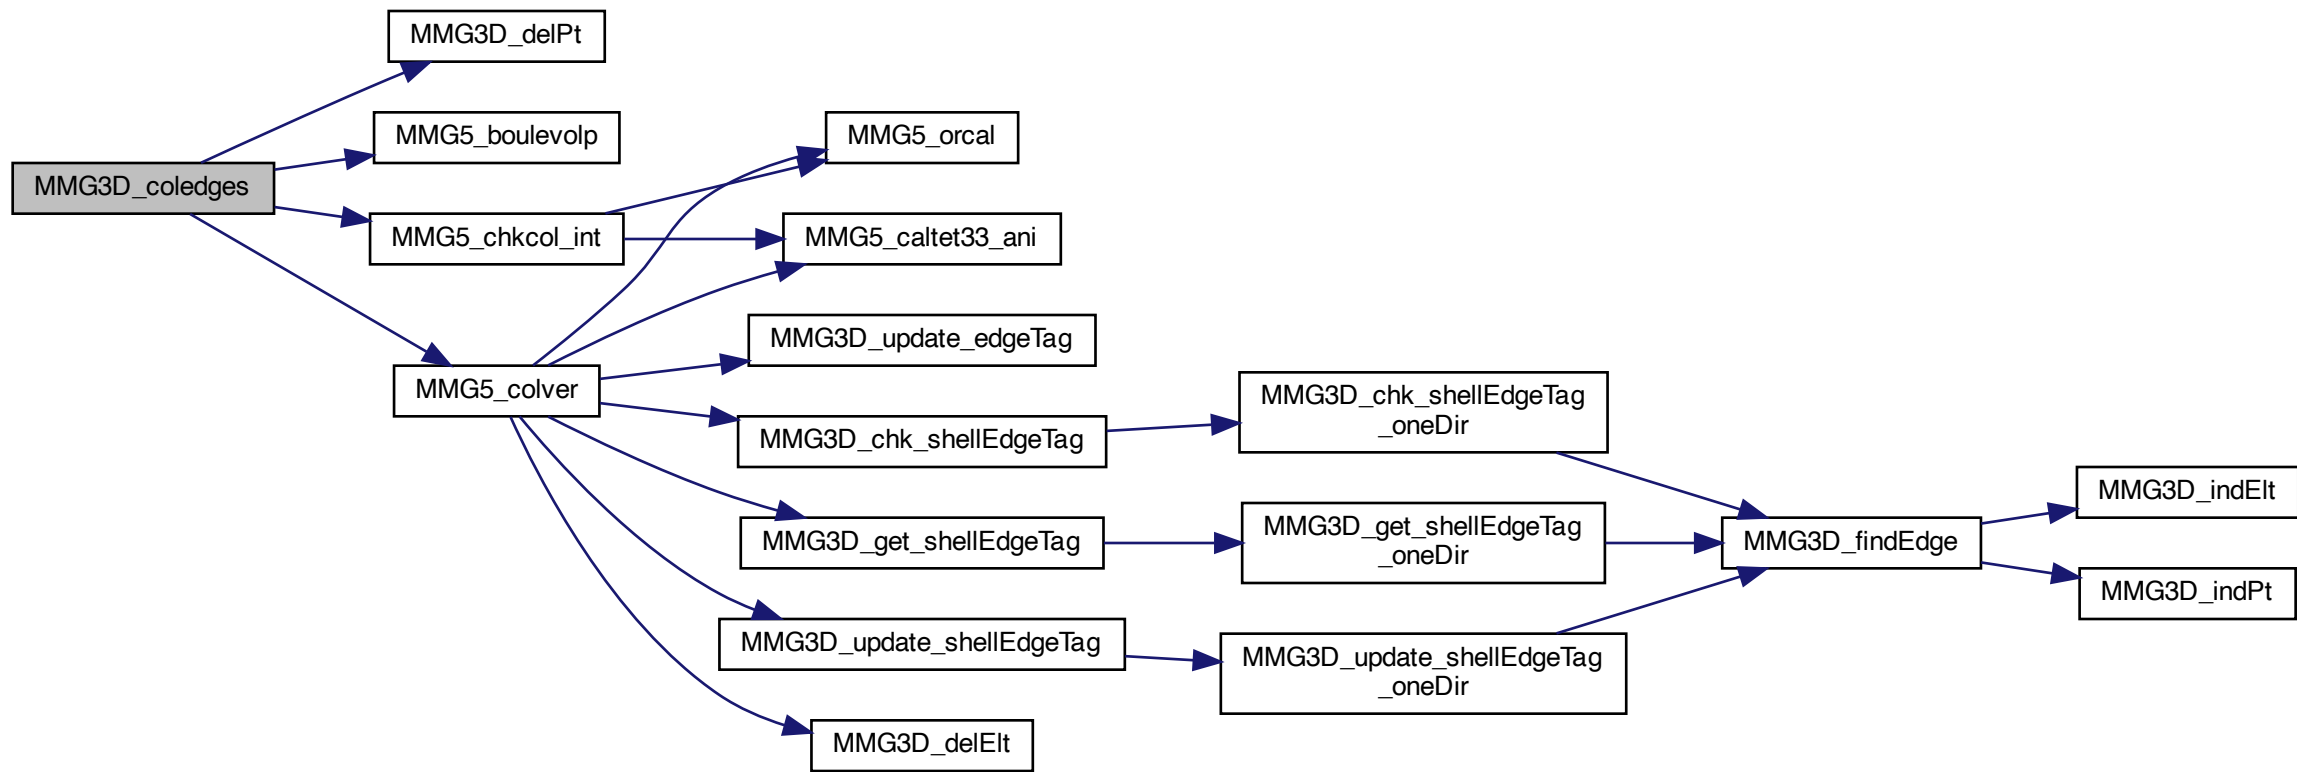 MMG3D_delPt
MMG5_boulevolp
MMG5_orcal
MMG3D_coledges
MMG5_chkcol_int
MMG5_caltet33_ani
MMG3D_update_edgeTag
MMG5_colver
MMG3D_chk_shellEdgeTag
_oneDir
MMG3D_chk_shellEdgeTag
MMG3D_indElt
MMG3D_get_shellEdgeTag
MMG3D_get_shellEdgeTag
_oneDir
MMG3D_findEdge
MMG3D_indPt
MMG3D_update_shellEdgeTag
MMG3D_update_shellEdgeTag
_oneDir
MMG3D_delElt